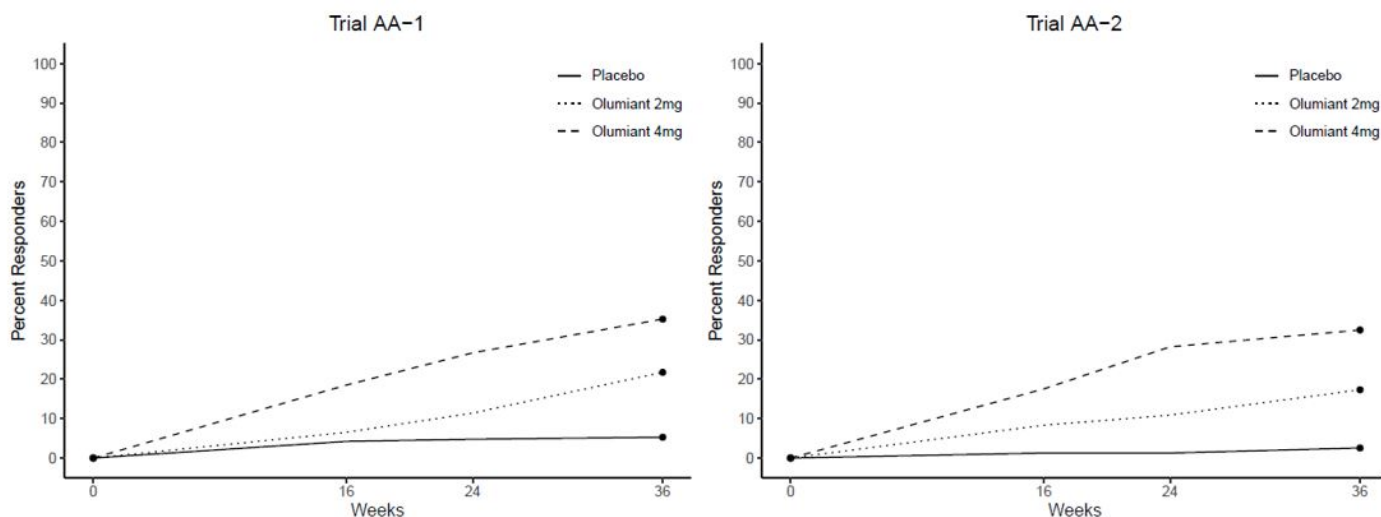 Trial AA−1
Percent Responders
100
90
80
70
60
50
40
30
20
10
0
Placebo
Olumiant 2mg
Olumiant 4mg
0 16 24 36
Weeks
Trial AA−2
Percent Responders
100
90
80
70
60
50
40
30
20
10
0
Placebo
Olumiant 2mg
Olumiant 4mg
0 16 24 36
Weeks